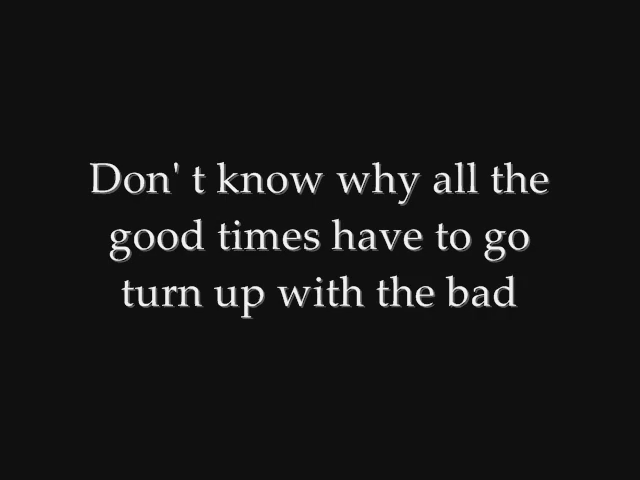 Don' t know why all the
good times have to go
turn up with the bad